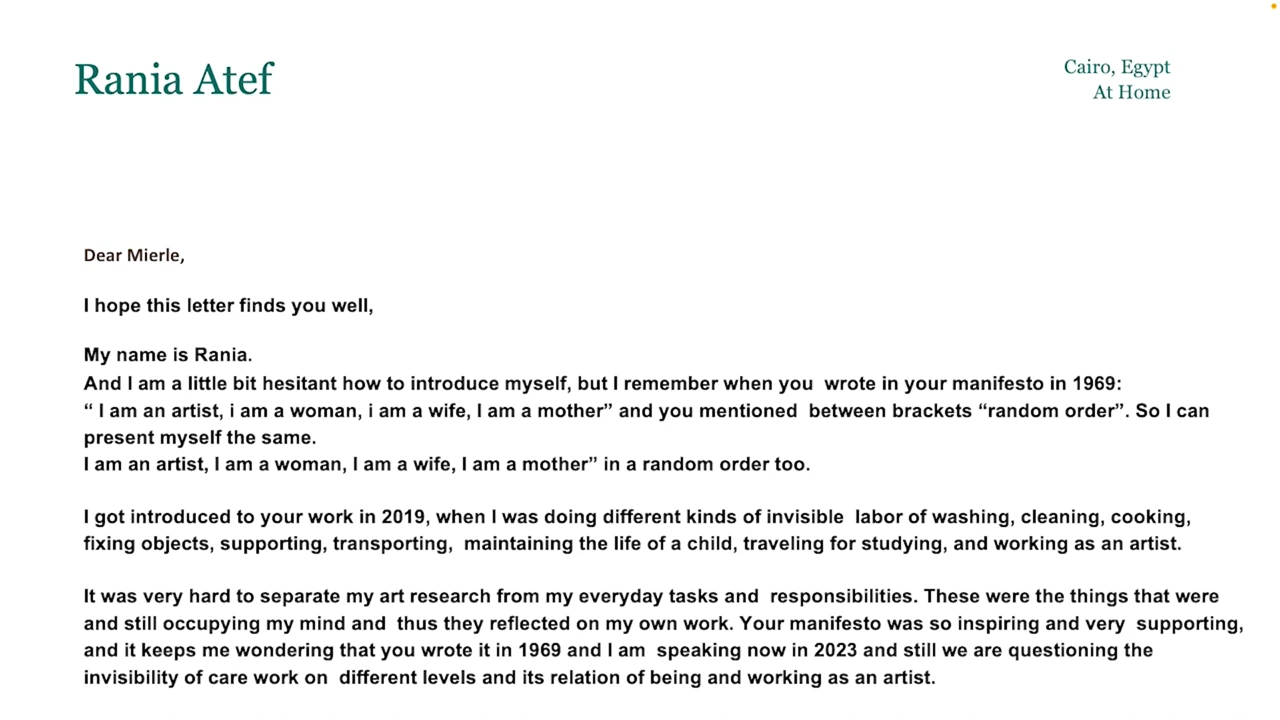 Rania Atef
Cairo, Egypt
At Home
Dear Mierle,
I hope this letter finds you well,
My name is Rania.
And I am a little bit hesitant how to introduce myself, but I remember when you  wrote in your manifesto in 1969:
“ I am an artist, i am a woman, i am a wife, I am a mother” and you mentioned  between brackets “random order”. So I can
present myself the same.
I am an artist, I am a woman, I am a wife, I am a mother” in a random order too.
I got introduced to your work in 2019, when I was doing different kinds of invisible  labor of washing, cleaning, cooking,
fixing objects, supporting, transporting,  maintaining the life of a child, traveling for studying, and working as an artist.
It was very hard to separate my art research from my everyday tasks and  responsibilities. These were the things that were
and still occupying my mind and  thus they reflected on my own work. Your manifesto was so inspiring and very  supporting,
and it keeps me wondering that you wrote it in 1969 and I am  speaking now in 2023 and still we are questioning the
invisibility of care work on  different levels and its relation of being and working as an artist.